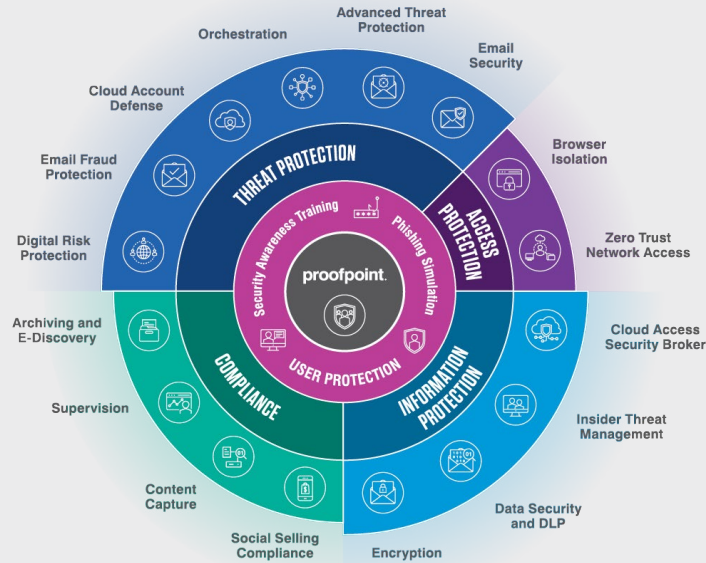 Advanced Threat
Protection
Orchestration
Email
Security
Cloud Account
Defense
Browser
Isolation
Email Fraud
Protection
THREAT PROTECTION
ACCESS
PROTECTION
Security Awareness Training
Phishing Simulation
Digital Risk
Protection
Zero Trust
Network Access
proofpoint.
Archiving and
E-Discovery
Cloud Access
Security Broker
USER PROTECTION
COMPLIANCE
INFORMATION
PROTECTION
Supervision
Insider Threat
Management
Content
Capture
Data Security
and DLP
Social Selling
Compliance
Encryption